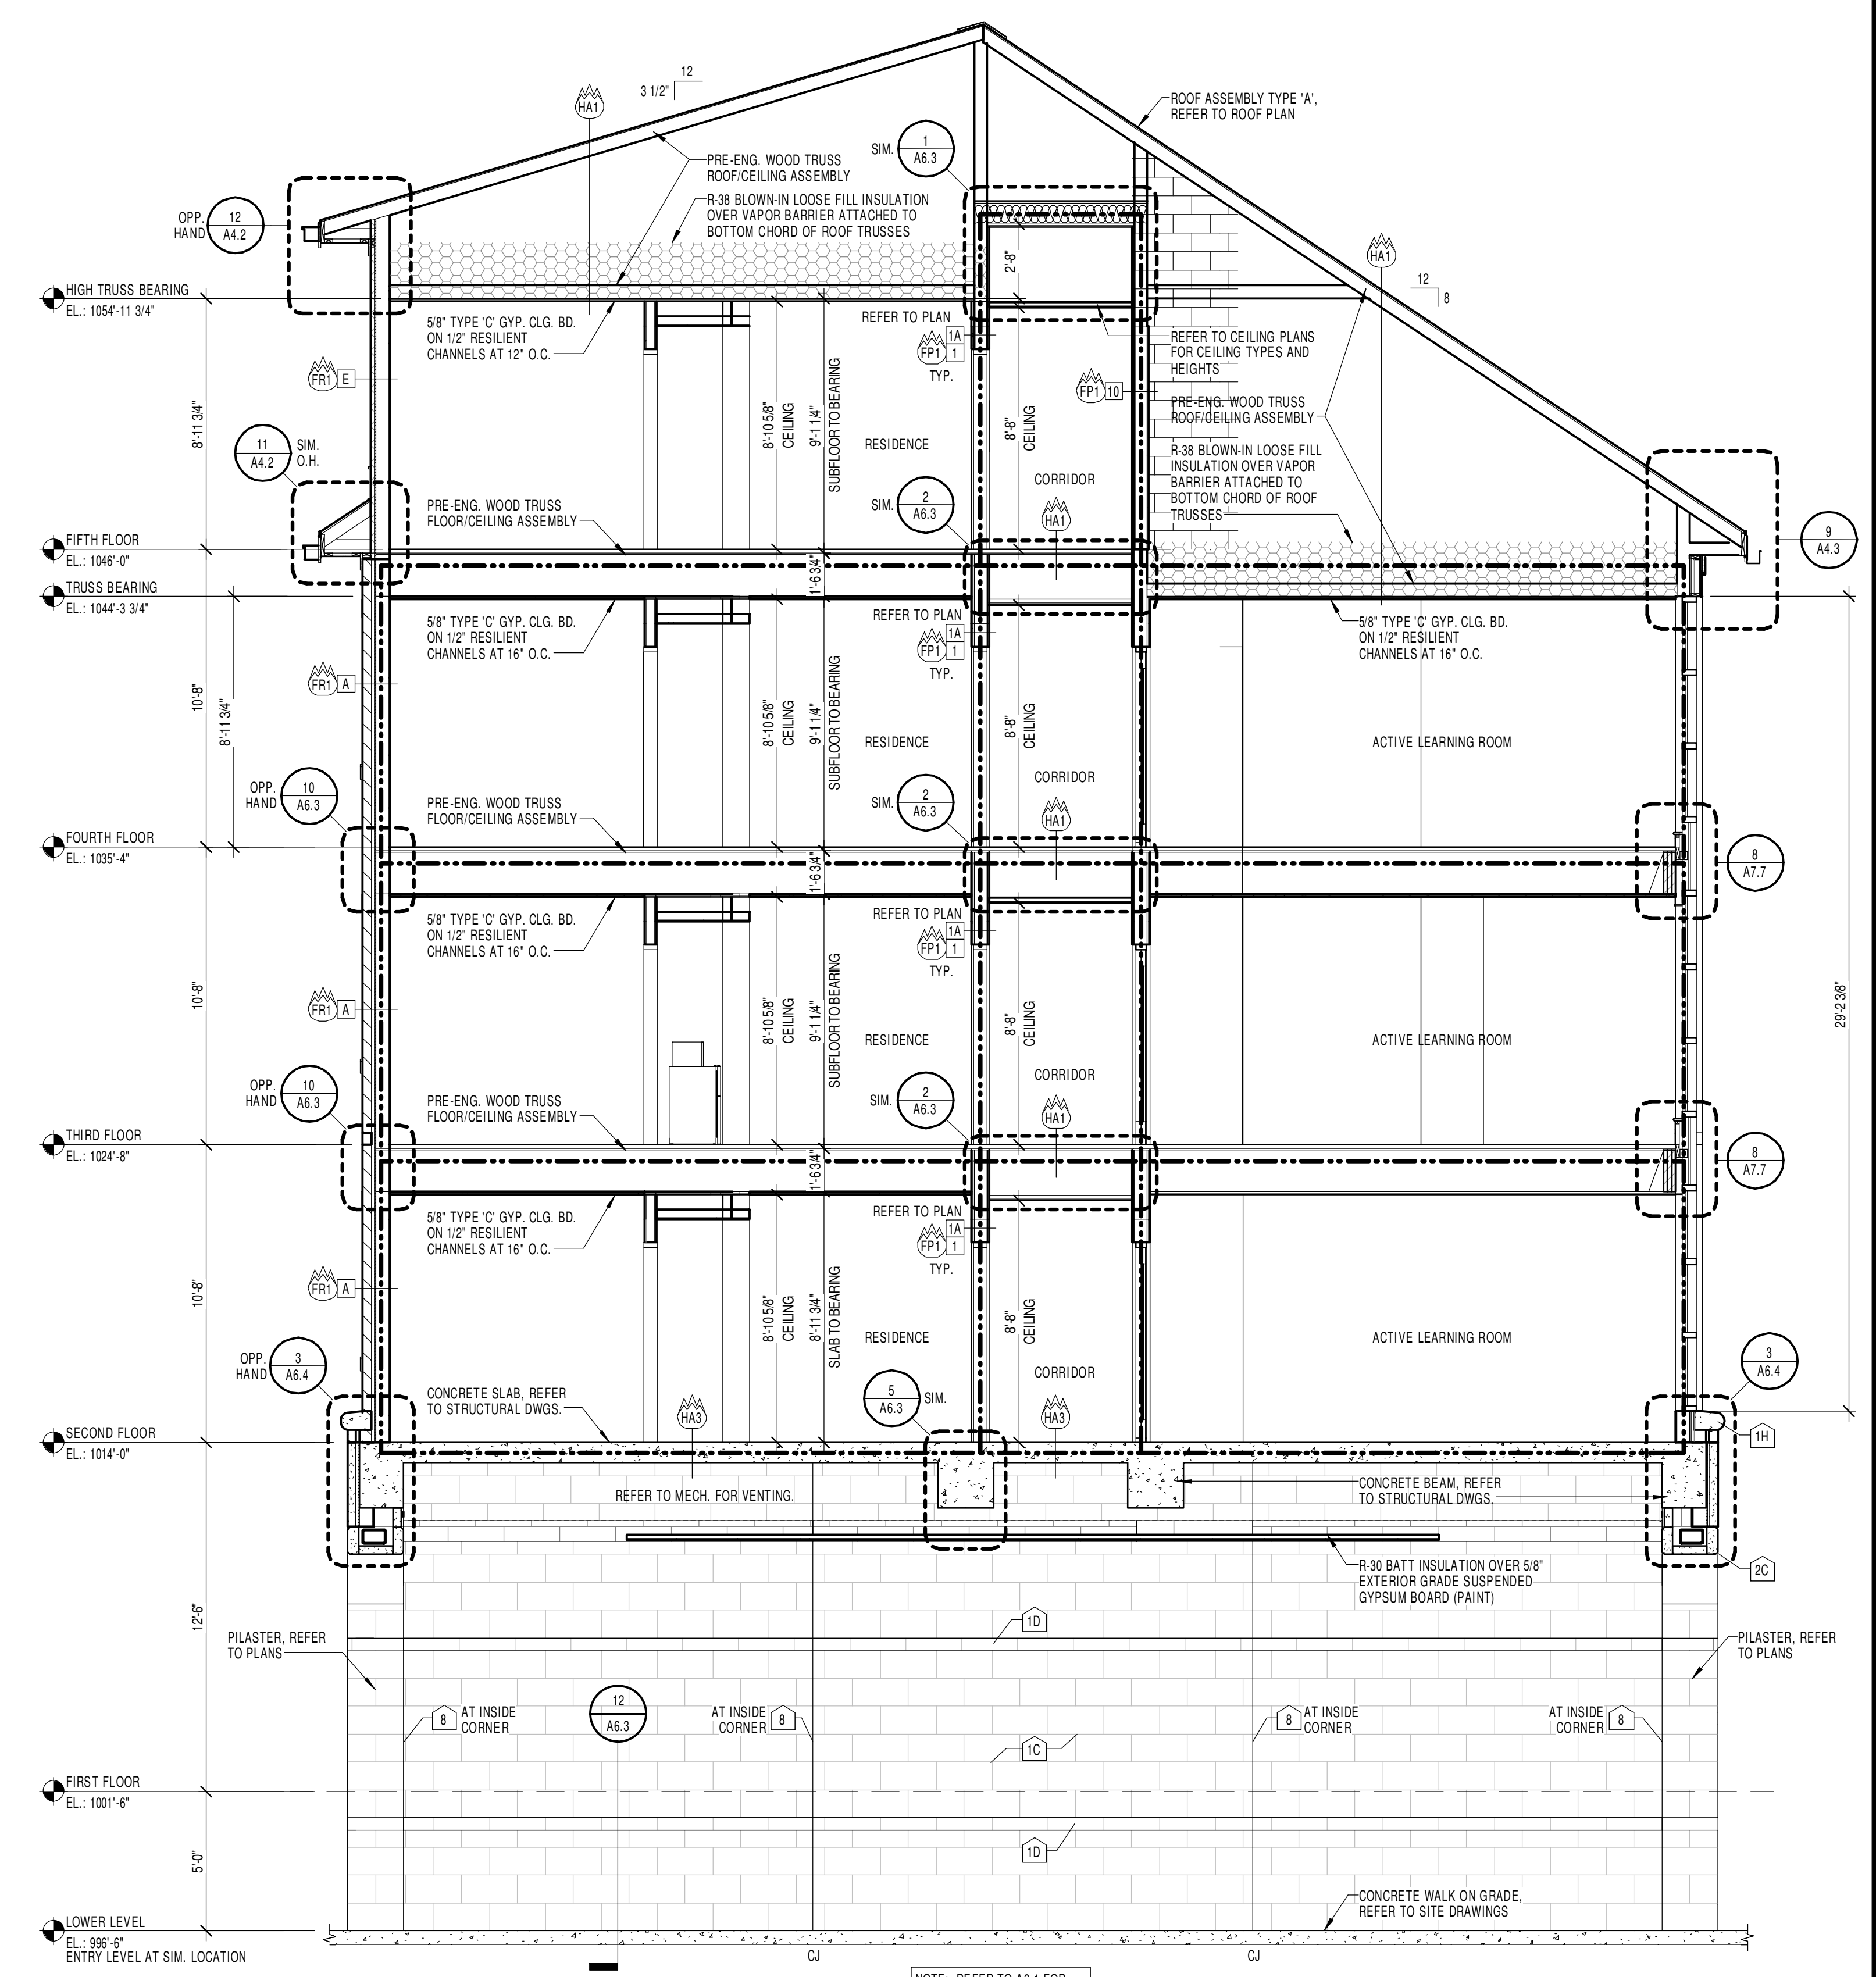 12
3 1/2"
HA1
ROOF ASSEMBLY TYPE 'A',
REFER TO ROOF PLAN
1
SIM.
A6.3
PRE-ENG. WOOD TRUSS
ROOF/CEILING ASSEMBLY
R-38 BLOWN-IN LOOSE FILL INSULATION
OVER VAPOR BARRIER ATTACHED TO
BOTTOM CHORD OF ROOF TRUSSES
OPP.
HAND
12
A4.2
HA1
12
8
2'-8"
HIGH TRUSS BEARING
EL.: 1054'-11 3/4"
5/8" TYPE 'C' GYP. CLG. BD.
ON 1/2" RESILIENT
CHANNELS AT 12" O.C.
REFER TO PLAN
1A
FP1 1
TYP.
REFER TO CEILING PLANS
FOR CEILING TYPES AND
HEIGHTS
FR1 E
FP1 10
PRE-ENG. WOOD TRUSS
ROOF/CEILING ASSEMBLY
8'-11 3/4"
8'-10 5/8"
CEILING
9'-1 1/4"
SUBFLOOR TO BEARING
8'-8"
CEILING
RESIDENCE
11
A4.2
SIM.
O.H.
R-38 BLOWN-IN LOOSE FILL
INSULATION OVER VAPOR
BARRIER ATTACHED TO
BOTTOM CHORD OF ROOF
TRUSSES
CORRIDOR
HA1
PRE-ENG. WOOD TRUSS
FLOOR/CEILING ASSEMBLY
SIM.
2
A6.3
FIFTH FLOOR
EL.: 1046'-0"
9
A4.3
1'-6 3/4"
TRUSS BEARING
EL.: 1044'-3 3/4"
5/8" TYPE 'C' GYP. CLG. BD.
ON 1/2" RESILIENT
CHANNELS AT 16" O.C.
REFER TO PLAN
1A
FP1 1
TYP.
5/8" TYPE 'C' GYP. CLG. BD.
ON 1/2" RESILIENT
CHANNELS AT 16" O.C.
FR1 A
10'-8"
8'-11 3/4"
8'-10 5/8"
CEILING
9'-1 1/4"
SUBFLOOR TO BEARING
8'-8"
CEILING
RESIDENCE
ACTIVE LEARNING ROOM
CORRIDOR
HA1
OPP.
HAND
10
A6.3
PRE-ENG. WOOD TRUSS
FLOOR/CEILING ASSEMBLY
SIM.
2
A6.3
FOURTH FLOOR
EL.: 1035'-4"
8
A7.7
1'-6 3/4"
5/8" TYPE 'C' GYP. CLG. BD.
ON 1/2" RESILIENT
CHANNELS AT 16" O.C.
REFER TO PLAN
1A
FP1 1
TYP.
FR1 A
10'-8"
8'-10 5/8"
CEILING
9'-1 1/4"
SUBFLOOR TO BEARING
8'-8"
CEILING
29'-2 3/8"
RESIDENCE
ACTIVE LEARNING ROOM
CORRIDOR
HA1
OPP.
HAND
10
A6.3
PRE-ENG. WOOD TRUSS
FLOOR/CEILING ASSEMBLY
SIM.
2
A6.3
THIRD FLOOR
EL.: 1024'-8"
8
A7.7
1'-6 3/4"
5/8" TYPE 'C' GYP. CLG. BD.
ON 1/2" RESILIENT
CHANNELS AT 16" O.C.
REFER TO PLAN
1A
FP1 1
TYP.
FR1 A
10'-8"
8'-10 5/8"
CEILING
8'-11 3/4"
SLAB TO BEARING
8'-8"
CEILING
RESIDENCE
ACTIVE LEARNING ROOM
CORRIDOR
OPP.
HAND
3
A6.4
3
A6.4
CONCRETE SLAB, REFER
TO STRUCTURAL DWGS.
HA3
5
A6.3
SIM.
HA3
SECOND FLOOR
EL.: 1014'-0"
1H
REFER TO MECH. FOR VENTING.
CONCRETE BEAM, REFER
TO STRUCTURAL DWGS.
R-30 BATT INSULATION OVER 5/8"
EXTERIOR GRADE SUSPENDED
GYPSUM BOARD (PAINT)
2C
12'-6"
1D
PILASTER, REFER
TO PLANS
PILASTER, REFER
TO PLANS
12
A6.3
8
AT INSIDE
CORNER
AT INSIDE
CORNER
8
8
AT INSIDE
CORNER
AT INSIDE
CORNER
8
1C
FIRST FLOOR
EL.: 1001'-6"
1D
5'-0"
CONCRETE WALK ON GRADE,
REFER TO SITE DRAWINGS
LOWER LEVEL
EL.: 996'-6"
ENTRY LEVEL AT SIM. LOCATION
CJ
CJ
NOTE: REFER TO A3.1 FOR